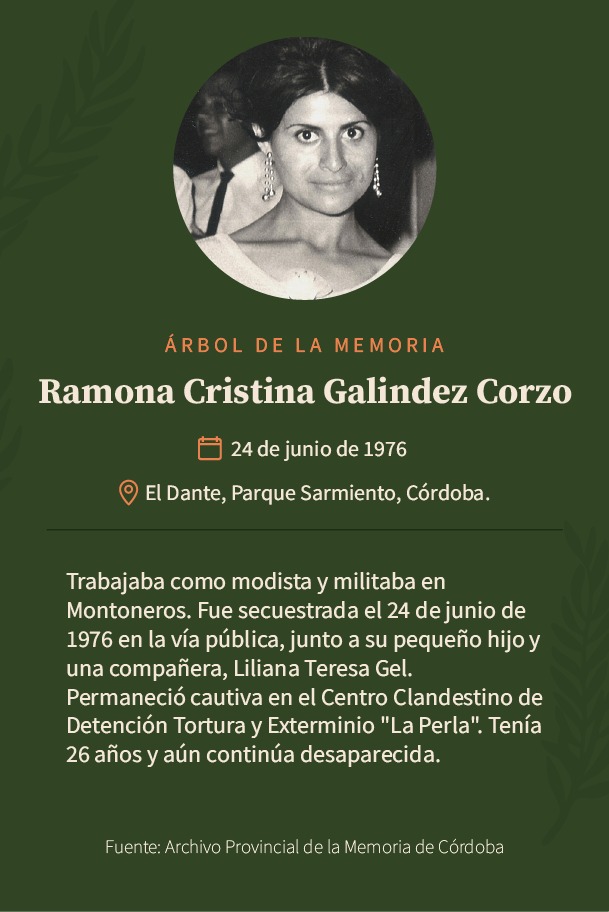 ÁRBOL DE LA MEMORIA
Ramona Cristina Galindez Corzo
24 de junio de 1976
El Dante, Parque Sarmiento, Córdoba.
Trabajaba como modista y militaba en
Montoneros. Fue secuestrada el 24 de junio de
1976 en la vía pública, junto a su pequeño hijo y
una compañera, Liliana Teresa Gel.
Permaneció cautiva en el Centro Clandestino de
Detención Tortura y Exterminio "La Perla". Tenía
26 años y aún continúa desaparecida.
Fuente: Archivo Provincial de la Memoria de Córdoba